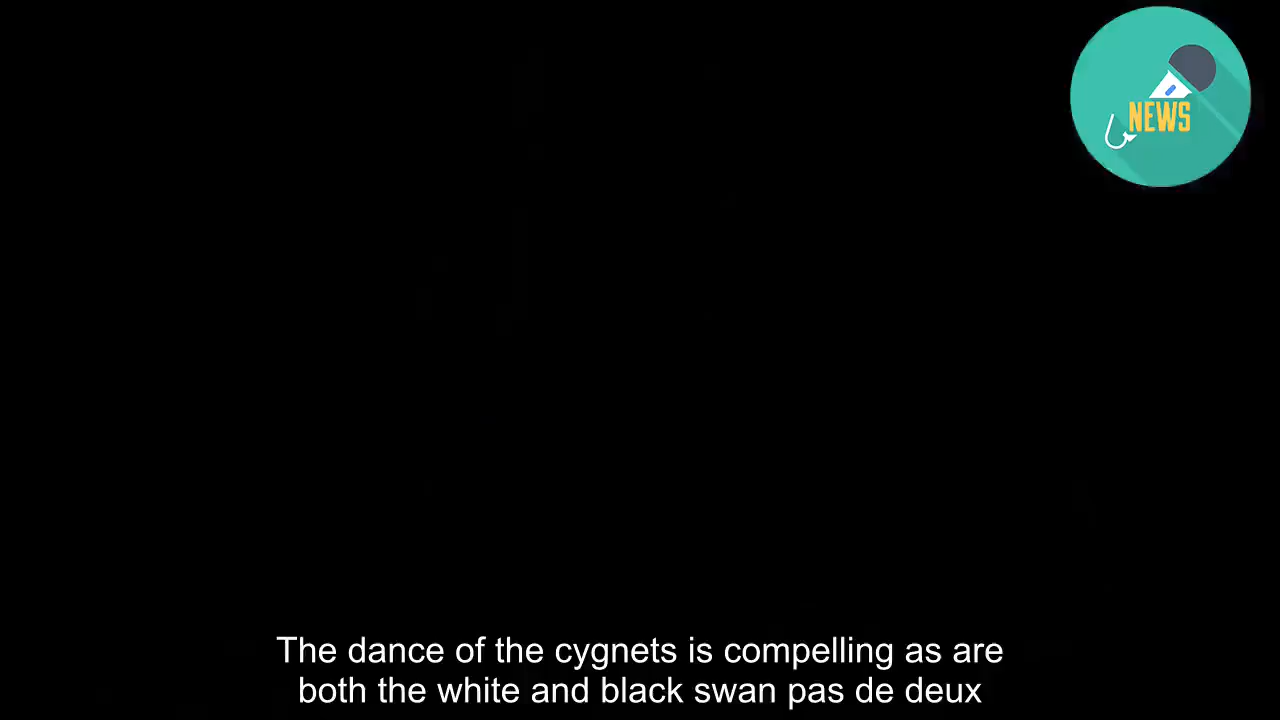 NEWS
The dance of the cygnets is compelling as are
both the white and black swan pas de deux